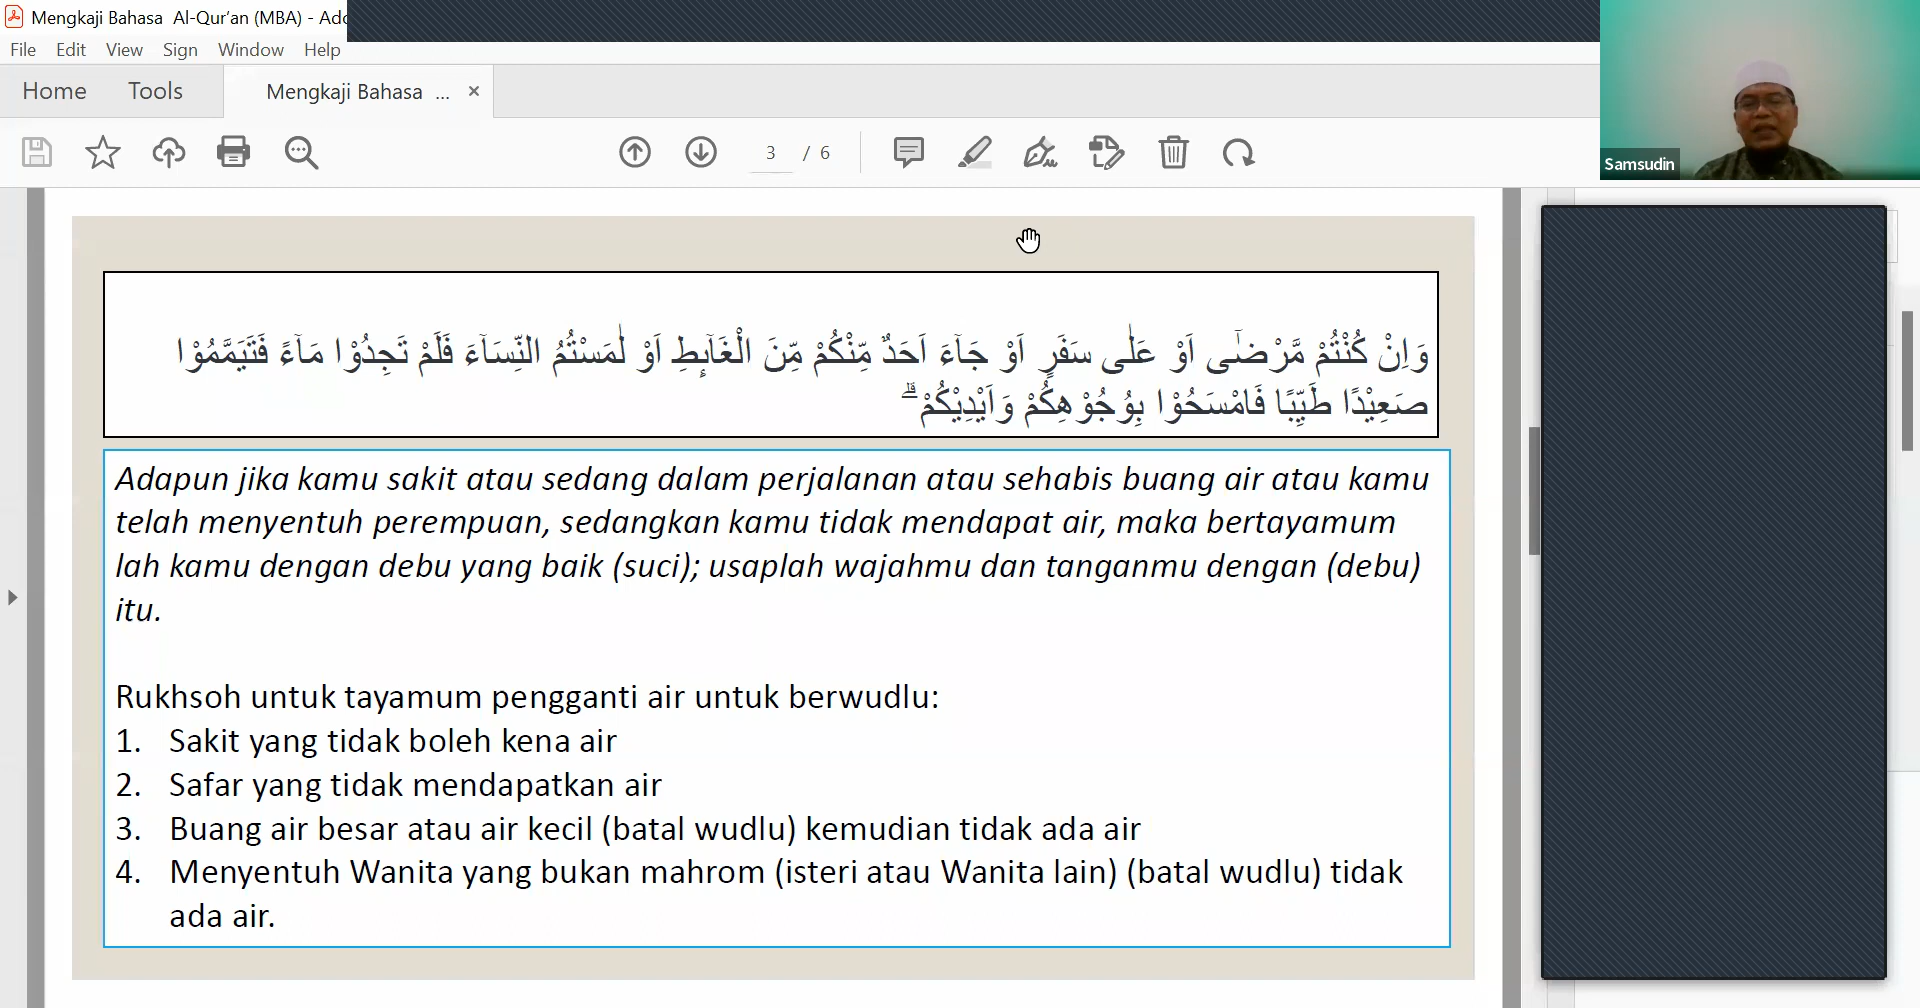 Mengkaji Bahasa Al-Qur’an (MBA) - Ado
File Edit View Sign Window Help
Home Tools Mengkaji Bahasa ... ×
3 / 6
Samsudin
وَاِنْ كُنْتُمْ مَّرْضٰٓى اَوْ عَلٰى سَفَرٍ اَوْ جَاۤءَ اَحَدٌ مِّنْكُمْ مِّنَ الْغَاۤىِٕطِ اَوْ لٰمَسْتُمُ النِّسَاۤءَ فَلَمْ تَجِدُوْا مَاۤءً فَتَيَمَّمُوْا
صَعِيْدًا طَيِّبًا فَامْسَحُوْا بِوُجُوْهِكُمْ وَاَيْدِيْكُمْ ۗ
Adapun jika kamu sakit atau sedang dalam perjalanan atau sehabis buang air atau kamu
telah menyentuh perempuan, sedangkan kamu tidak mendapat air, maka bertayamum
lah kamu dengan debu yang baik (suci); usaplah wajahmu dan tanganmu dengan (debu)
itu.
Rukhsoh untuk tayamum pengganti air untuk berwudlu:
1. Sakit yang tidak boleh kena air
2. Safar yang tidak mendapatkan air
3. Buang air besar atau air kecil (batal wudlu) kemudian tidak ada air
4. Menyentuh Wanita yang bukan mahrom (isteri atau Wanita lain) (batal wudlu) tidak
ada air.